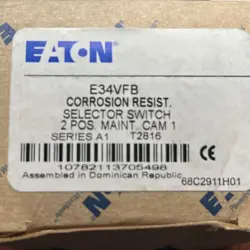 EATON
E34VFB
CORROSION RESIST.
SELECTOR SWITCH
2 POS. MAINT. CAM 1
SERIES A1 T2816
10782113705498
Assembled in Dominican Republic
68C2911H01